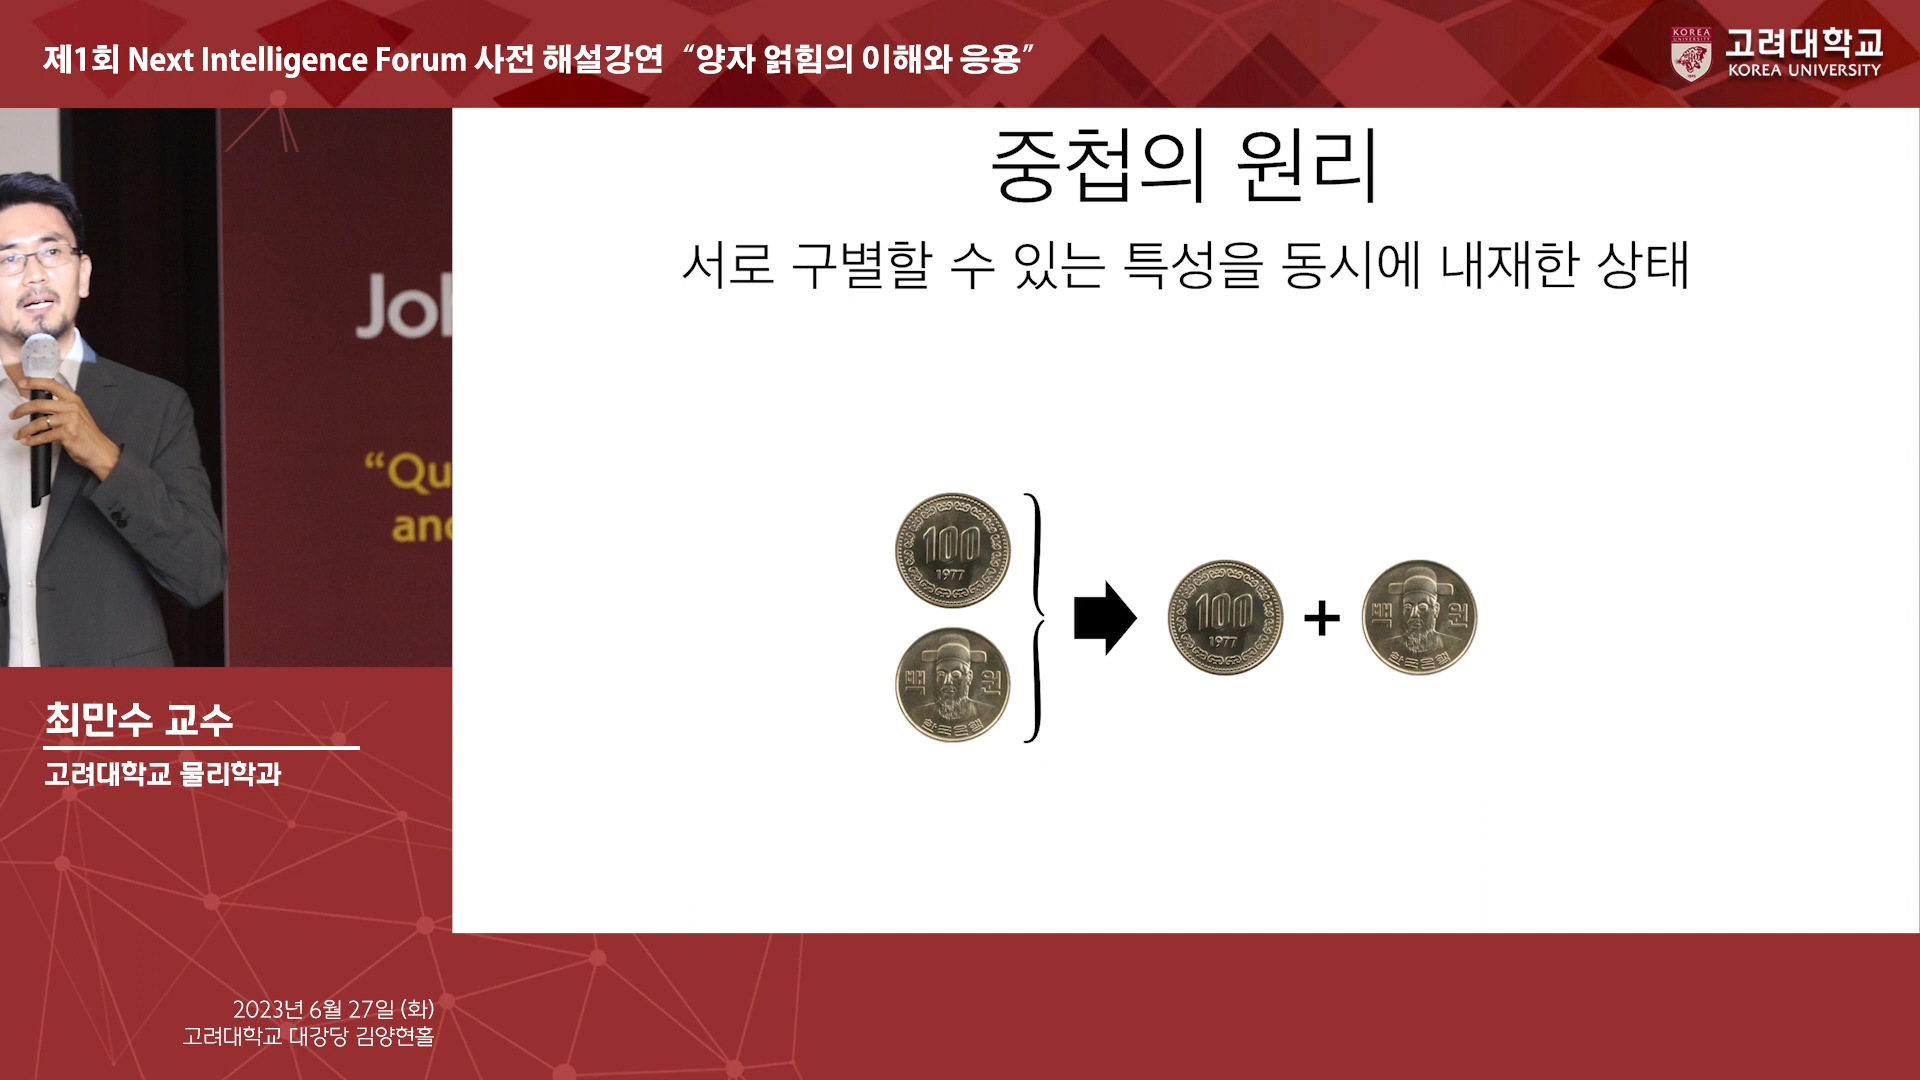 제1회 Next Intelligence Forum 사전 해설강연 “양자 얽힘의 이해와 응용”
KOREA
UNIVERSITY
고려대학교
KOREA UNIVERSITY
“Qu
중첩의 원리
서로 구별할 수 있는 특성을 동시에 내재한 상태
100
1977
백 원
한국은행
100
1977
+
백 원
한국은행
최만수 교수
고려대학교 물리학과
2023년 6월 27일 (화)
고려대학교 대강당 김양현홀